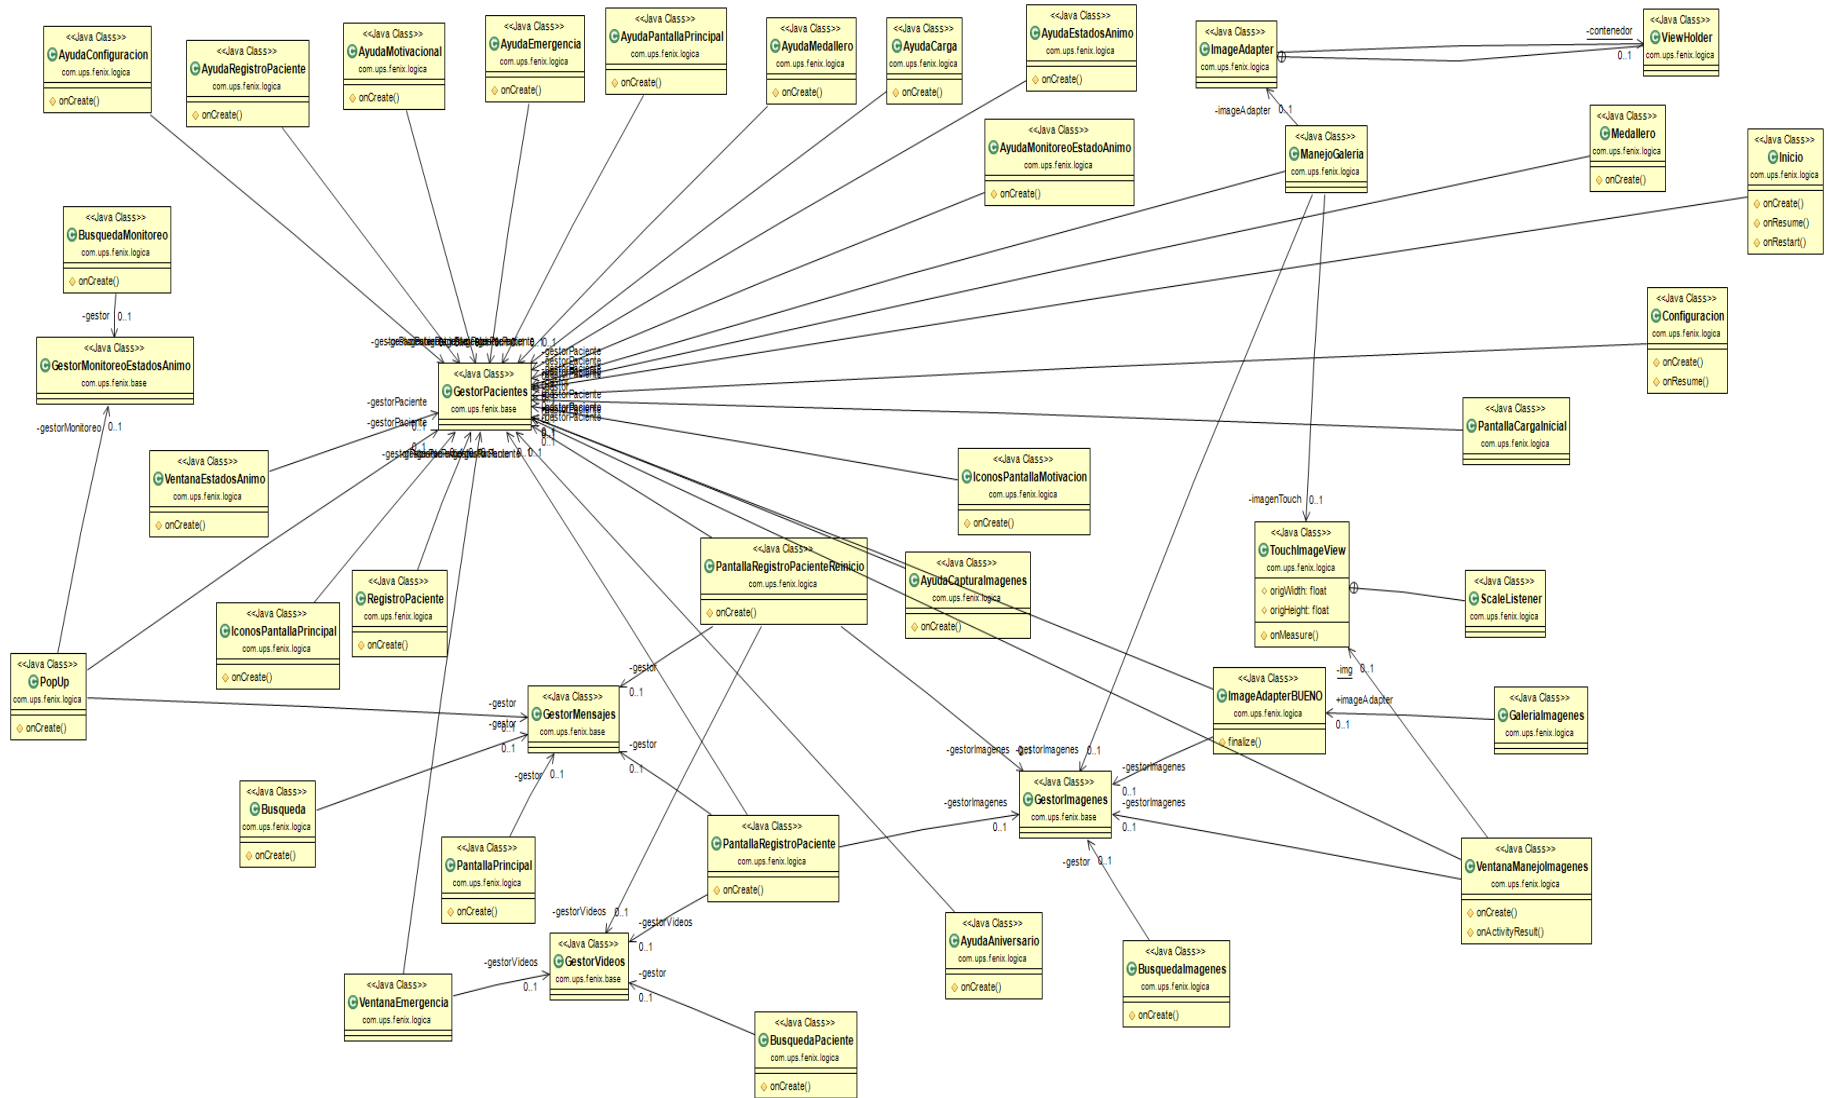 <<Java Class>>
AyudaConfiguracion
com.ups.fenix.logica
onCreate()
<<Java Class>>
AyudaRegistroPaciente
com.ups.fenix.logica
onCreate()
<<Java Class>>
AyudaMotivacional
com.ups.fenix.logica
onCreate()
<<Java Class>>
AyudaEmergencia
com.ups.fenix.logica
onCreate()
<<Java Class>>
AyudaPantallaPrincipal
com.ups.fenix.logica
onCreate()
<<Java Class>>
AyudaMedallero
com.ups.fenix.logica
onCreate()
<<Java Class>>
AyudaCarga
com.ups.fenix.logica
onCreate()
<<Java Class>>
AyudaEstadosAnimo
com.ups.fenix.logica
onCreate()
<<Java Class>>
ImageAdapter
com.ups.fenix.logica
-contenedor
0..1
<<Java Class>>
ViewHolder
com.ups.fenix.logica
-imageAdapter
0..1
<<Java Class>>
AyudaMonitoreoEstadoAnimo
com.ups.fenix.logica
onCreate()
<<Java Class>>
ManejoGaleria
com.ups.fenix.logica
<<Java Class>>
Medallero
com.ups.fenix.logica
onCreate()
<<Java Class>>
Inicio
com.ups.fenix.logica
onCreate()
onResume()
onRestart()
<<Java Class>>
BusquedaMonitoreo
com.ups.fenix.logica
onCreate()
-gestor
0..1
<<Java Class>>
GestorMonitoreoEstadosAnimo
com.ups.fenix.base
-gestorMonitoreo
0..1
<<Java Class>>
GestorPacientes
com.ups.fenix.base
-gestorPaciente
-gestorPaciente
0..1
-gestorPaciente
-gestorPaciente
0..1
<<Java Class>>
Configuracion
com.ups.fenix.logica
onCreate()
onResume()
<<Java Class>>
PantallaCargaInicial
com.ups.fenix.logica
<<Java Class>>
VentanaEstadosAnimo
com.ups.fenix.logica
onCreate()
<<Java Class>>
IconosPantallaMotivacion
com.ups.fenix.logica
onCreate()
-imagenTouch
0..1
<<Java Class>>
TouchImageView
com.ups.fenix.logica
origWidth: float
origHeight: float
onMeasure()
<<Java Class>>
ScaleListener
com.ups.fenix.logica
<<Java Class>>
PantallaRegistroPacienteReinicio
com.ups.fenix.logica
onCreate()
<<Java Class>>
AyudaCapturaImagenes
com.ups.fenix.logica
onCreate()
<<Java Class>>
RegistroPaciente
com.ups.fenix.logica
onCreate()
<<Java Class>>
IconosPantallaPrincipal
com.ups.fenix.logica
onCreate()
<<Java Class>>
PopUp
com.ups.fenix.logica
onCreate()
-gestor
0..1
<<Java Class>>
GestorMensajes
com.ups.fenix.base
-gestor
-gestor
0..1
-gestor
0..1
-gestor
0..1
-img
0..1
<<Java Class>>
ImageAdapterBUENO
com.ups.fenix.logica
finalize()
+imageAdapter
0..1
<<Java Class>>
GaleriaImagenes
com.ups.fenix.logica
-gestorImagenes
-gestorImagenes
0..1
-gestorImagenes
0..1
-gestorImagenes
0..1
-gestorImagenes
0..1
<<Java Class>>
GestorImagenes
com.ups.fenix.base
-gestor
0..1
<<Java Class>>
Busqueda
com.ups.fenix.logica
onCreate()
<<Java Class>>
PantallaPrincipal
com.ups.fenix.logica
onCreate()
<<Java Class>>
PantallaRegistroPaciente
com.ups.fenix.logica
onCreate()
<<Java Class>>
VentanaManejoImagenes
com.ups.fenix.logica
onCreate()
onActivityResult()
-gestorVideos
0..1
-gestorVideos
0..1
-gestorVideos
0..1
-gestor
0..1
<<Java Class>>
GestorVideos
com.ups.fenix.base
<<Java Class>>
AyudaAniversario
com.ups.fenix.logica
onCreate()
<<Java Class>>
BusquedaImagenes
com.ups.fenix.logica
onCreate()
<<Java Class>>
VentanaEmergencia
com.ups.fenix.logica
<<Java Class>>
BusquedaPaciente
com.ups.fenix.logica
onCreate()